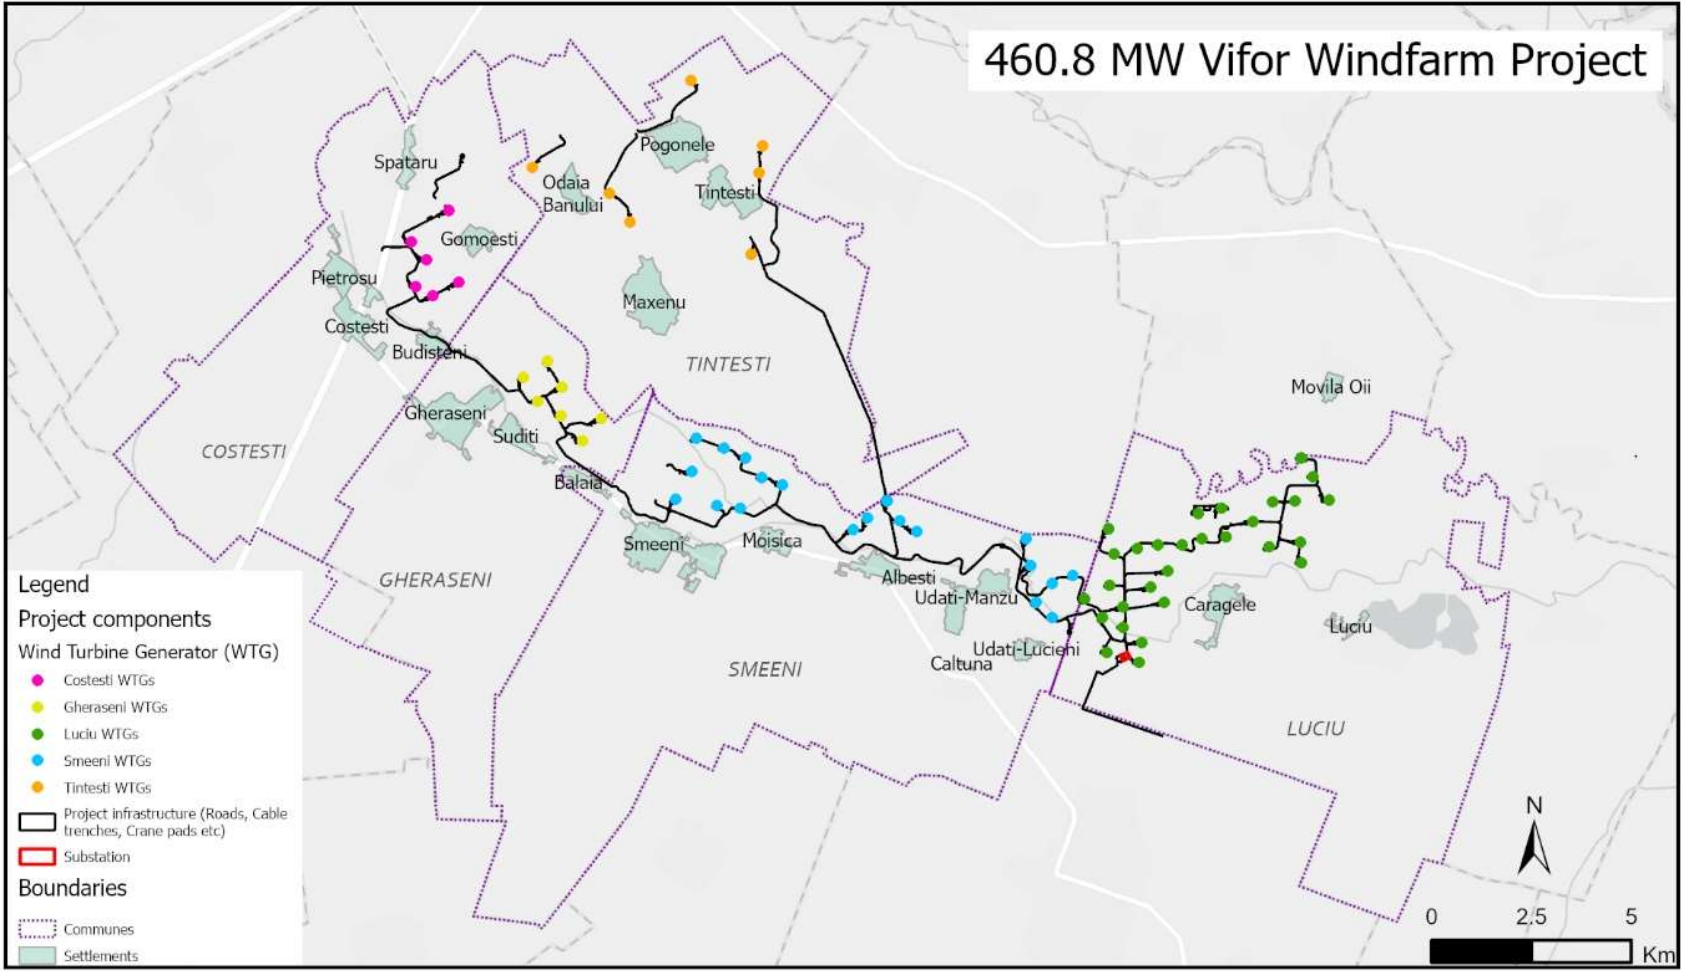 460.8 MW Vifor Windfarm Project
Pogonele
Spataru
Odaia
Banului
Tintesti
Gomoesti
Pietrosu
Maxenu
Costesti
Budisteni
TINTESTI
Movila Oii
Gheraseni
Suditi
COSTESTI
Balaia
Smeeni
Moisica
Albesti
GHERASENI
Udati-Manzu
Caragele
Luciu
Udati-Lucieni
Caltuna
SMEENI
LUCIU
Legend
Project components
Wind Turbine Generator (WTG)
Costesti WTGs
Gheraseni WTGs
Luciu WTGs
Smeeni WTGs
Tintesti WTGs
Project infrastructure (Roads, Cable
trenches, Crane pads etc)
Substation
Boundaries
Communes
Settlements
N
0 2.5 5
Km